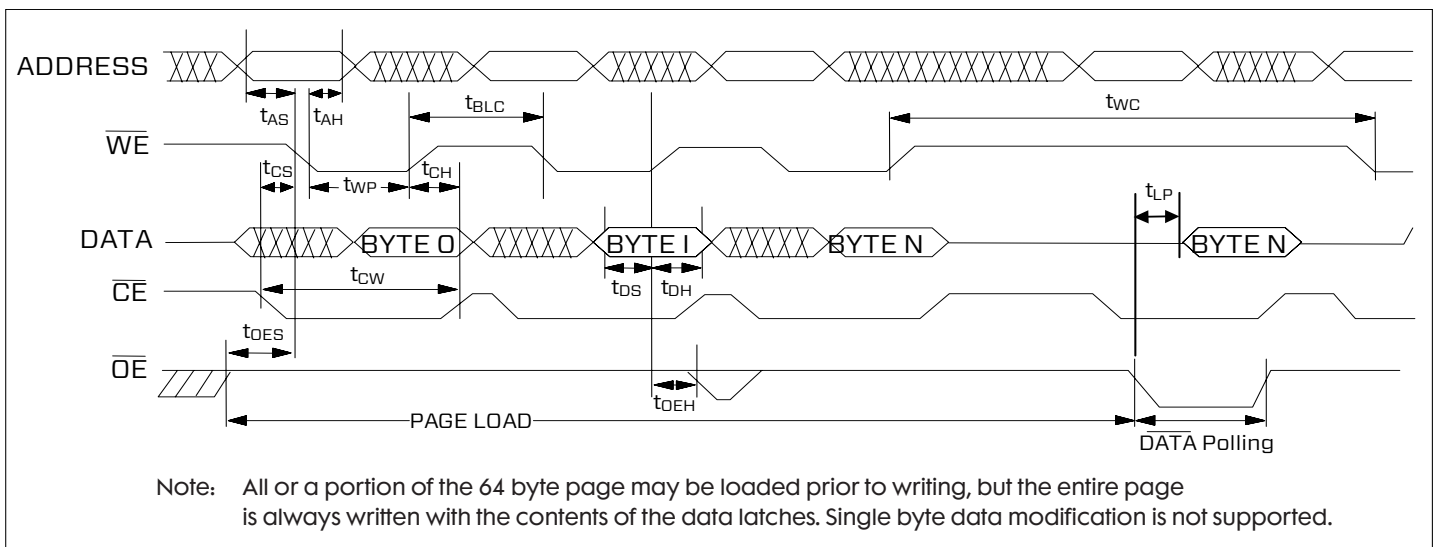 ADDRESS
tAS
tAH
tBLC
tWC
WE
tCS
tWP
tCH
tLP
DATA
BYTE 0
BYTE I
BYTE N
BYTE N
tCW
tDS
tDH
CE
tOES
OE
tOEH
PAGE LOAD
DATA Polling
Note: All or a portion of the 64 byte page may be loaded prior to writing, but the entire page
is always written with the contents of the data latches. Single byte data modification is not supported.